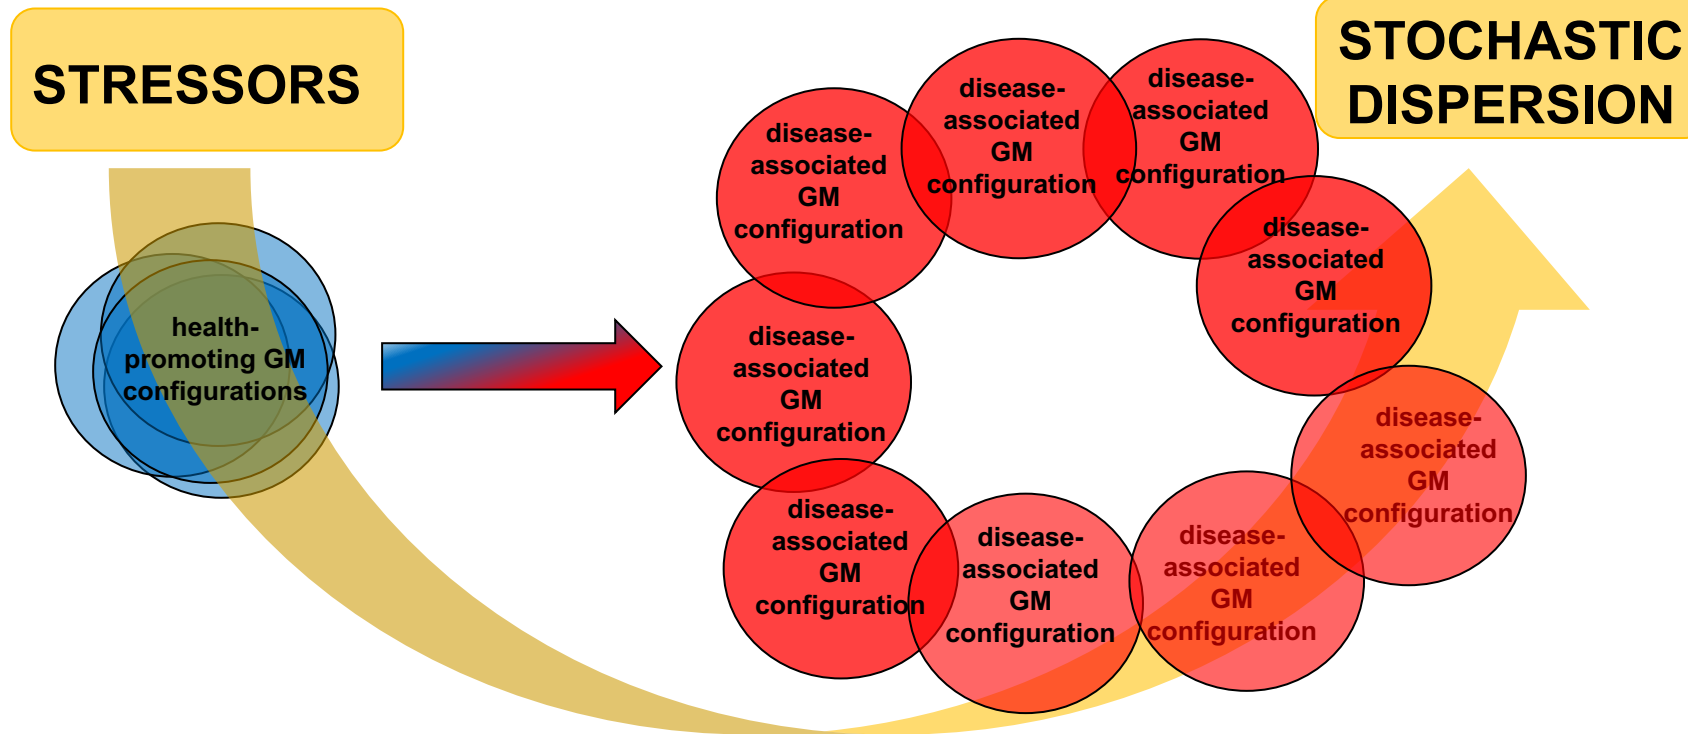 STRESSORS
STOCHASTIC
DISPERSION
health-
promoting GM
configurations
disease-
associated
GM
configuration
disease-
associated
GM
configuration
disease-
associated
GM
configuration
disease-
associated
GM
configuration
disease-
associated
GM
configuration
disease-
associated
GM
configuration
disease-
associated
GM
configuration
disease-
associated
GM
configuration
disease-
associated
GM
configuration